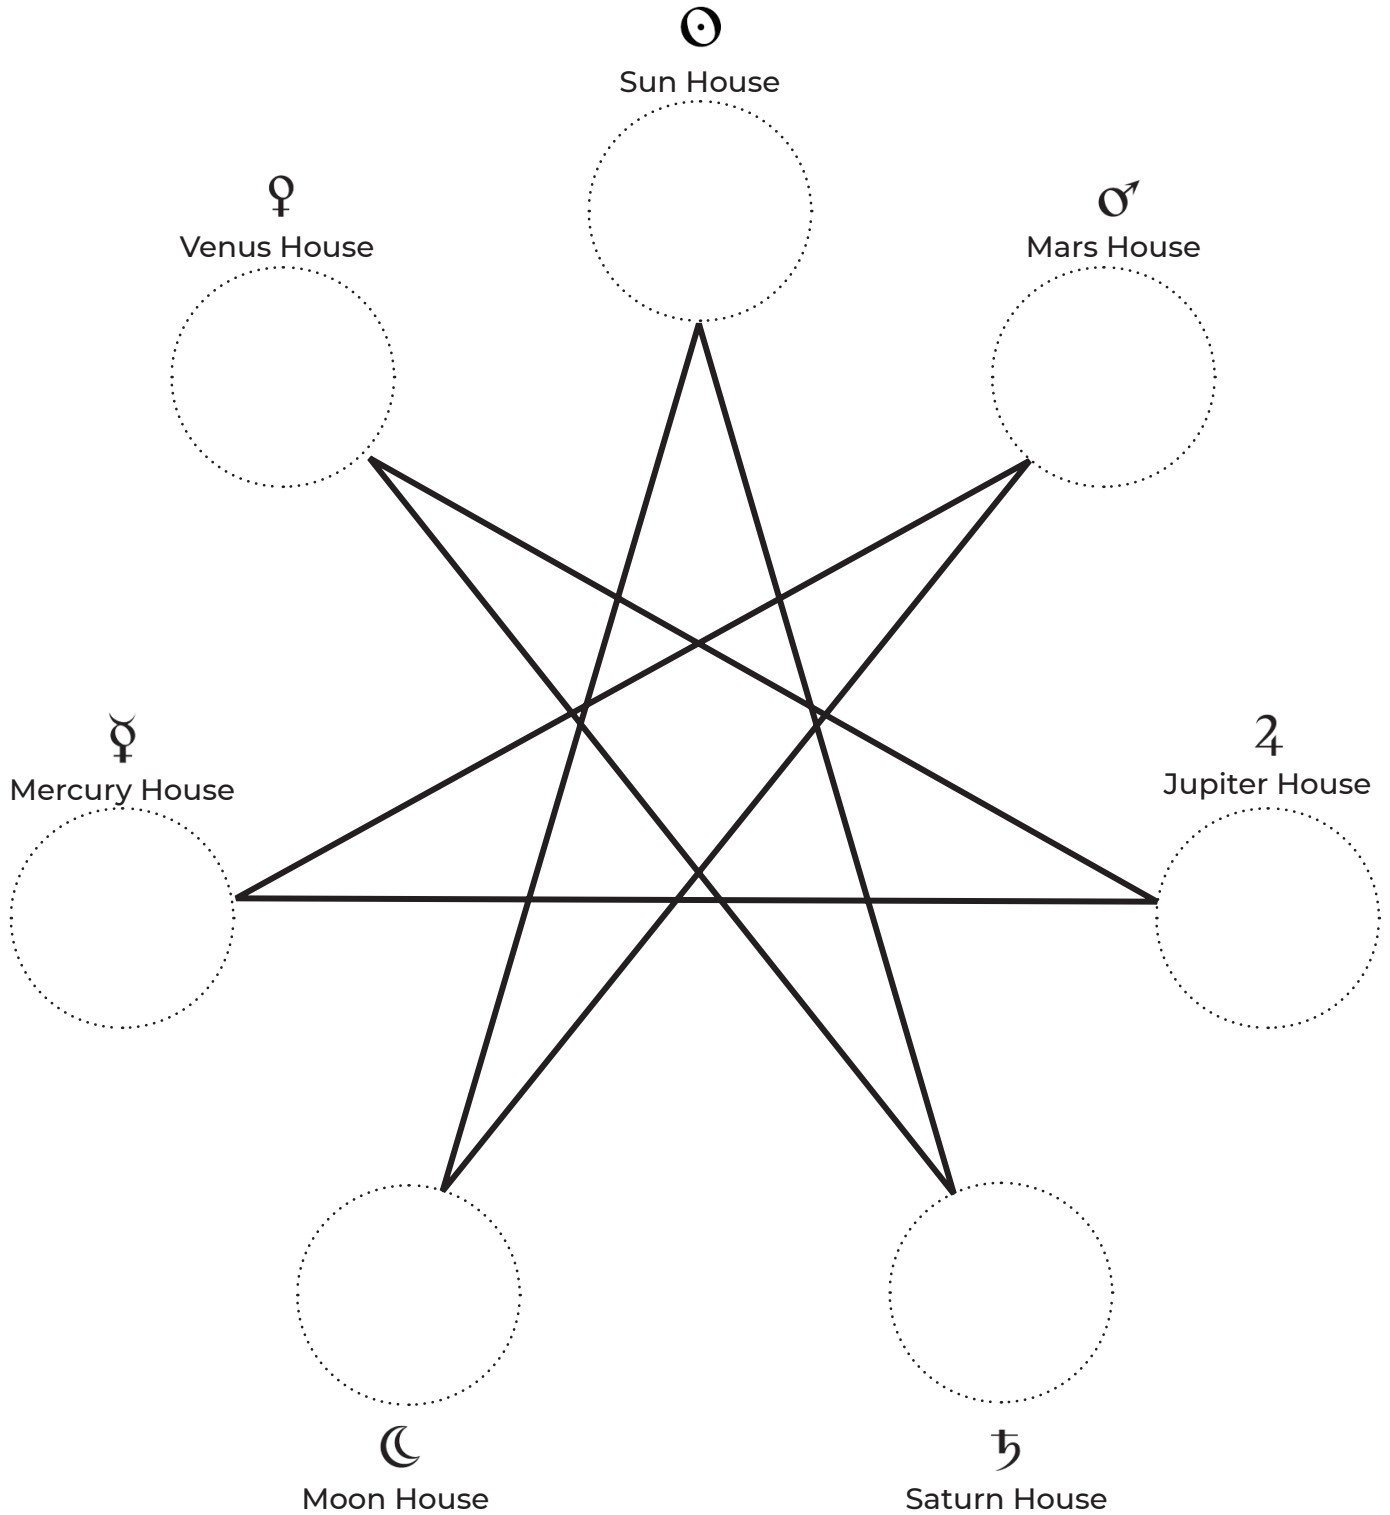 ☉
Sun House
♀
Venus House
♂
Mars House
☿
Mercury House
♃
Jupiter House
☾
Moon House
♄
Saturn House